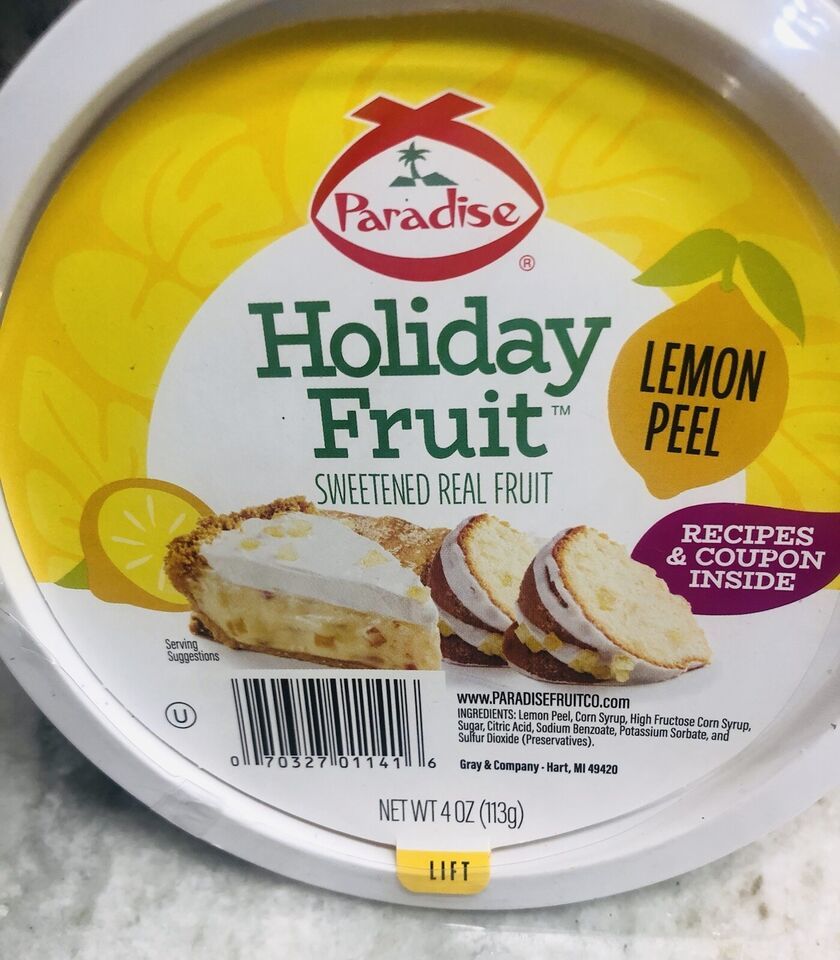 Paradise
®
Holiday
Fruit™
SWEETENED REAL FRUIT
LEMON
PEEL
RECIPES
& COUPON
INSIDE
Serving
Suggestions
U
0 70327 01141 6
www.PARADISEFRUITCO.com
INGREDIENTS: Lemon Peel, Corn Syrup, High Fructose Corn Syrup,
Sugar, Citric Acid, Sodium Benzoate, Potassium Sorbate, and
Sulfur Dioxide (Preservatives).
Gray & Company • Hart, MI 49420
NET WT 4 OZ (113g)
LIFT